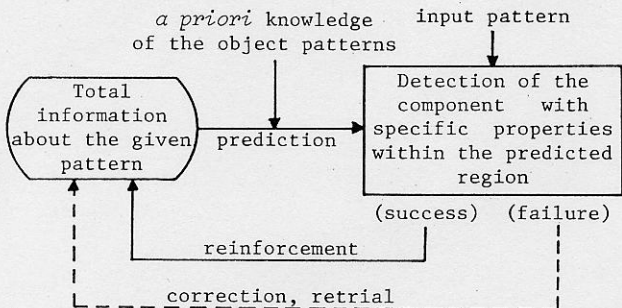 a priori knowledge
of the object patterns
input pattern
Total
information
about the given
pattern
prediction
Detection of the
component with
specific properties
within the predicted
region
(success) (failure)
reinforcement
correction, retrial